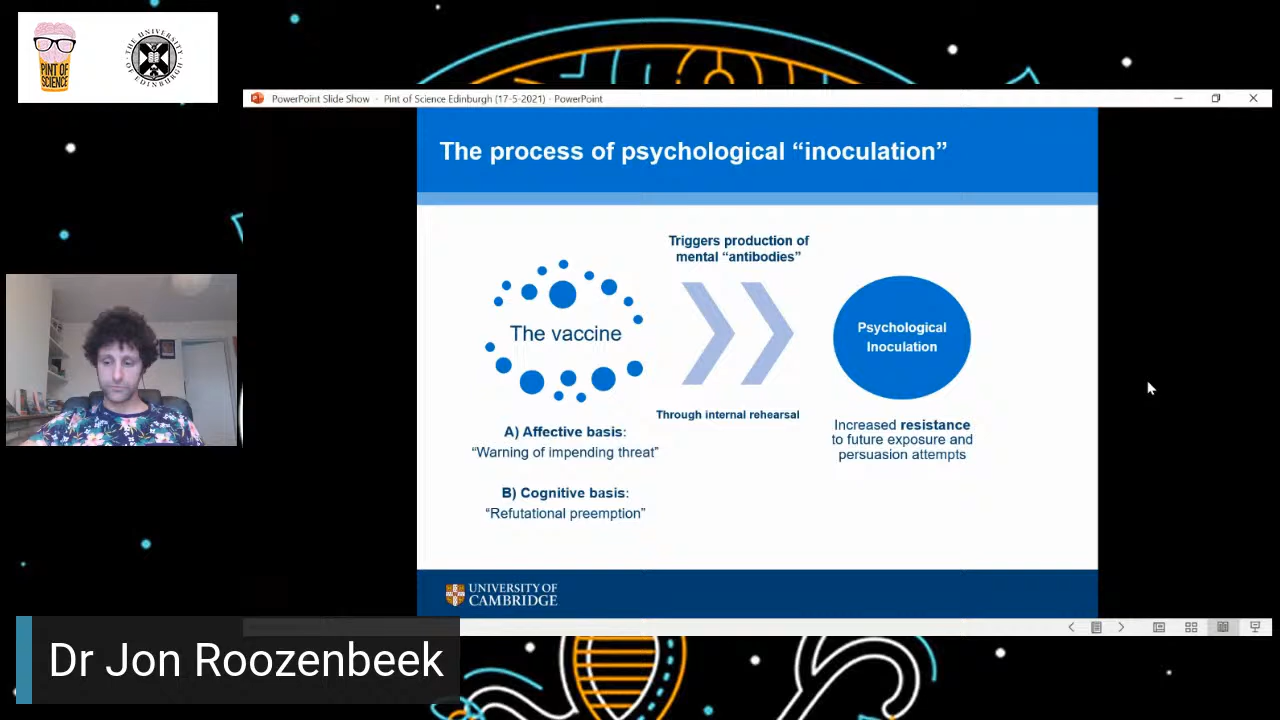 PINT OF
SCIENCE
THE UNIVERSITY OF EDINBURGH
PowerPoint Slide Show - Pint of Science Edinburgh (17-5-2021) - PowerPoint
The process of psychological “inoculation”
Triggers production of
mental “antibodies”
The vaccine
Psychological
Inoculation
Through internal rehearsal
A) Affective basis:
“Warning of impending threat”
B) Cognitive basis:
“Refutational preemption”
Increased resistance
to future exposure and
persuasion attempts
UNIVERSITY OF
CAMBRIDGE
Dr Jon Roozenbeek